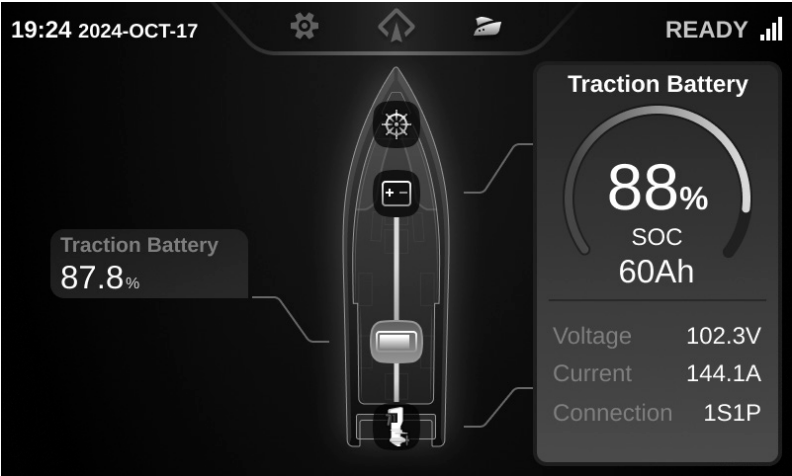 19:24 2024-OCT-17
READY
Traction Battery
88%
SOC
60Ah
Voltage 102.3V
Current 144.1A
Connection 1S1P
Traction Battery
87.8%
+ -